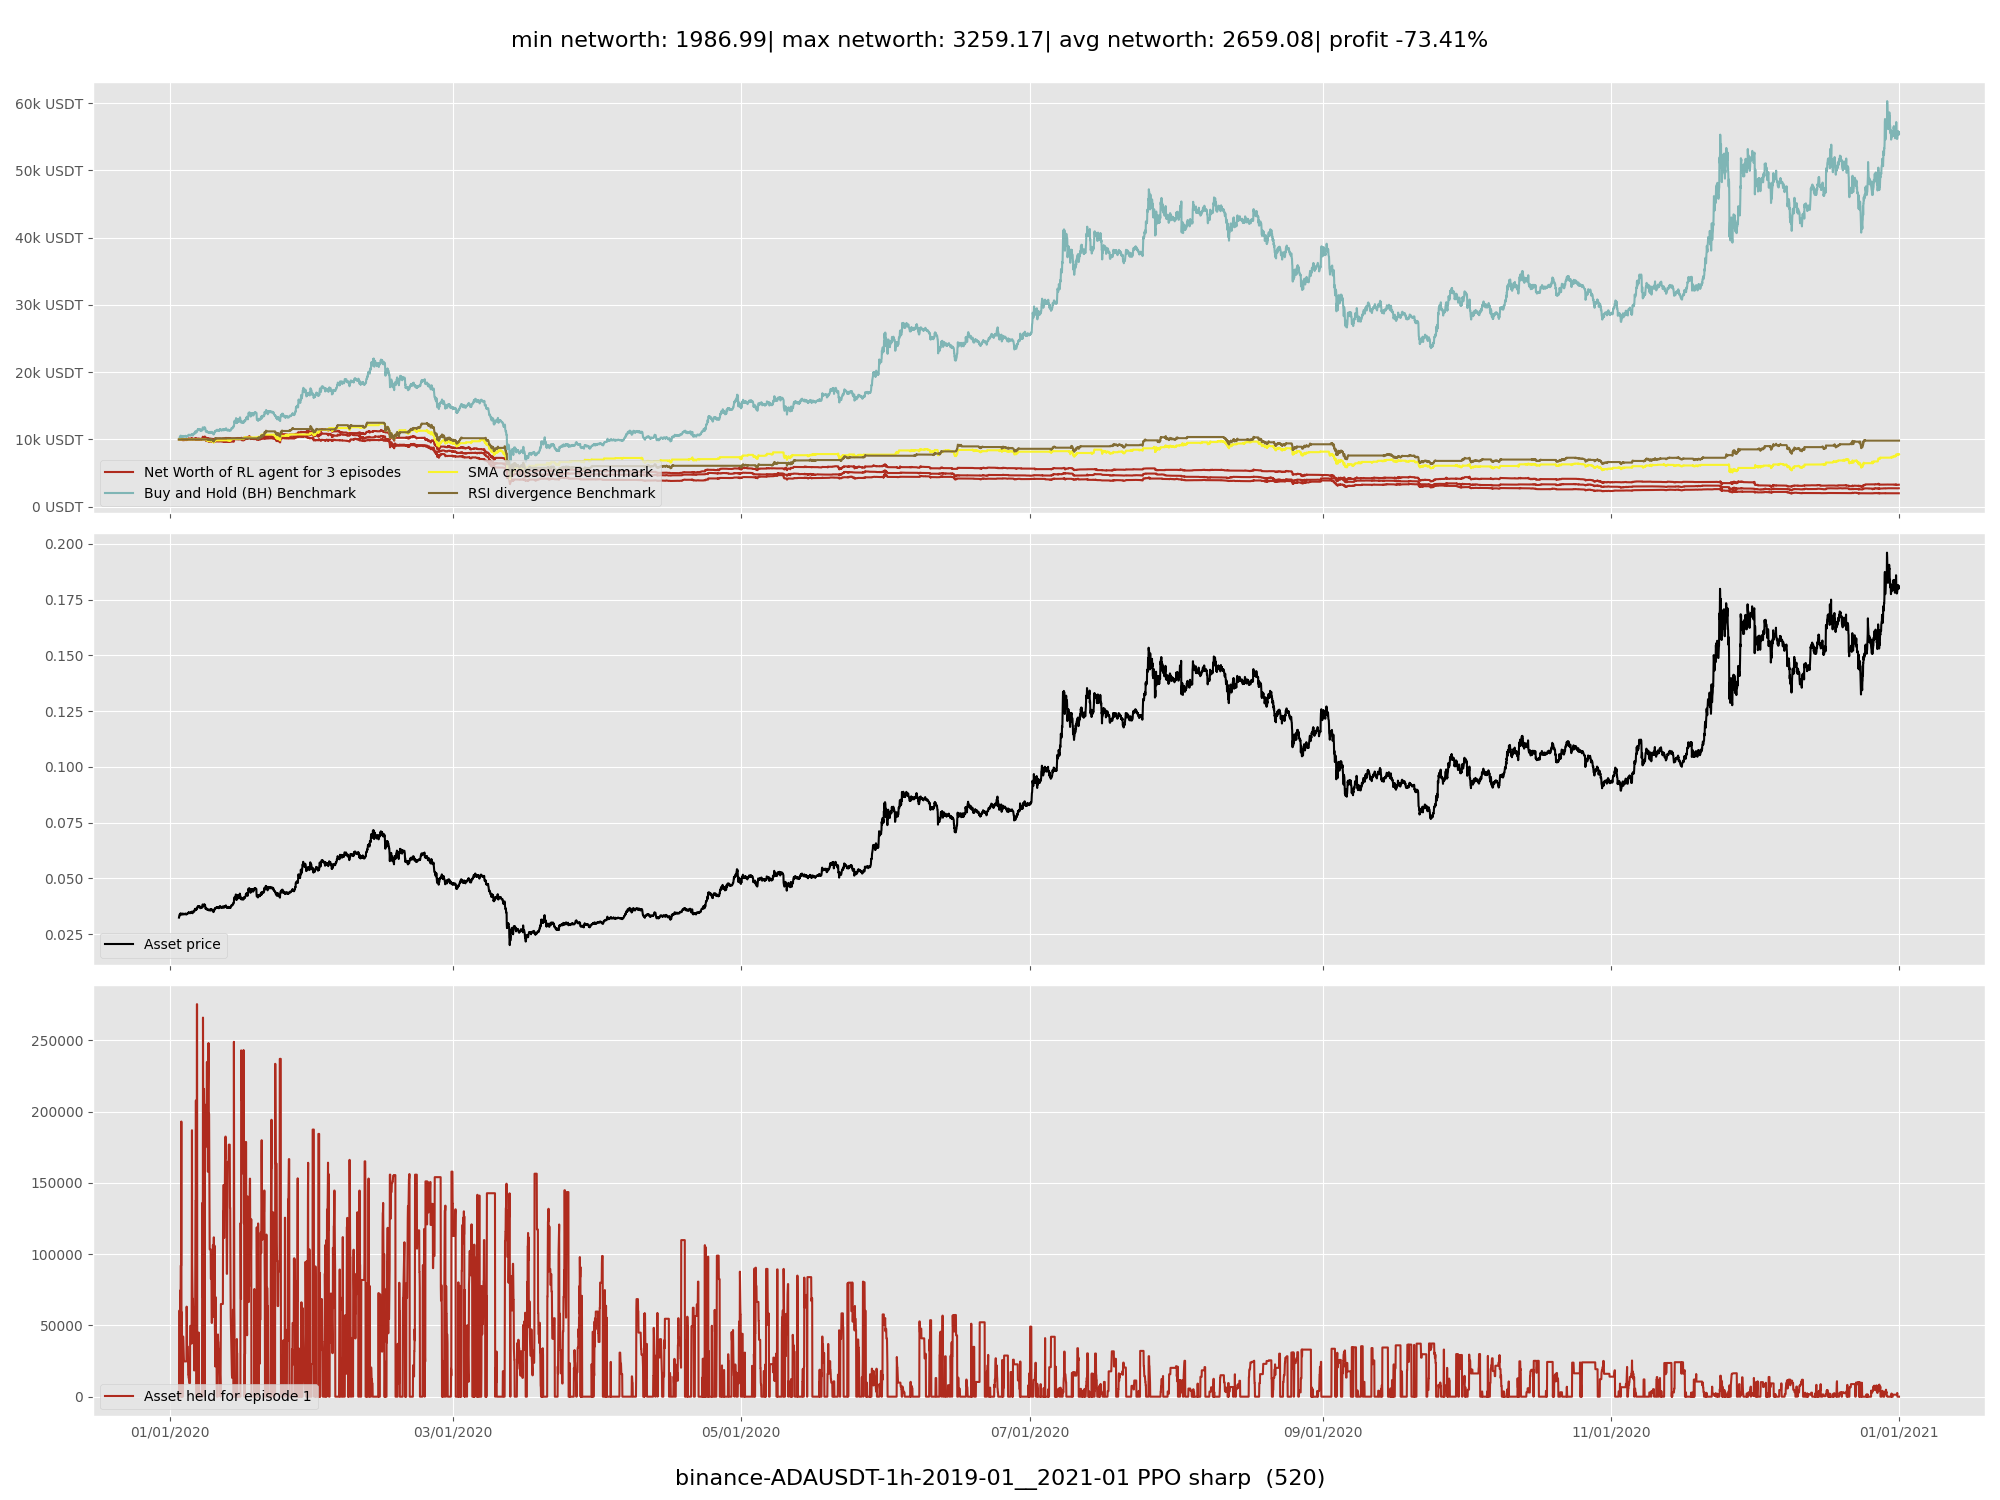 min networth: 1986.99| max networth: 3259.17| avg networth: 2659.08| profit -73.41%
60k USDT
50k USDT
40k USDT
30k USDT
20k USDT
10k USDT
0 USDT
Net Worth of RL agent for 3 episodes
Buy and Hold (BH) Benchmark
SMA crossover Benchmark
RSI divergence Benchmark
0.200
0.175
0.150
0.125
0.100
0.075
0.050
0.025
Asset price
250000
200000
150000
100000
50000
0
Asset held for episode 1
01/01/2020
03/01/2020
05/01/2020
07/01/2020
09/01/2020
11/01/2020
01/01/2021
binance-ADAUSDT-1h-2019-01__2021-01 PPO sharp  (520)